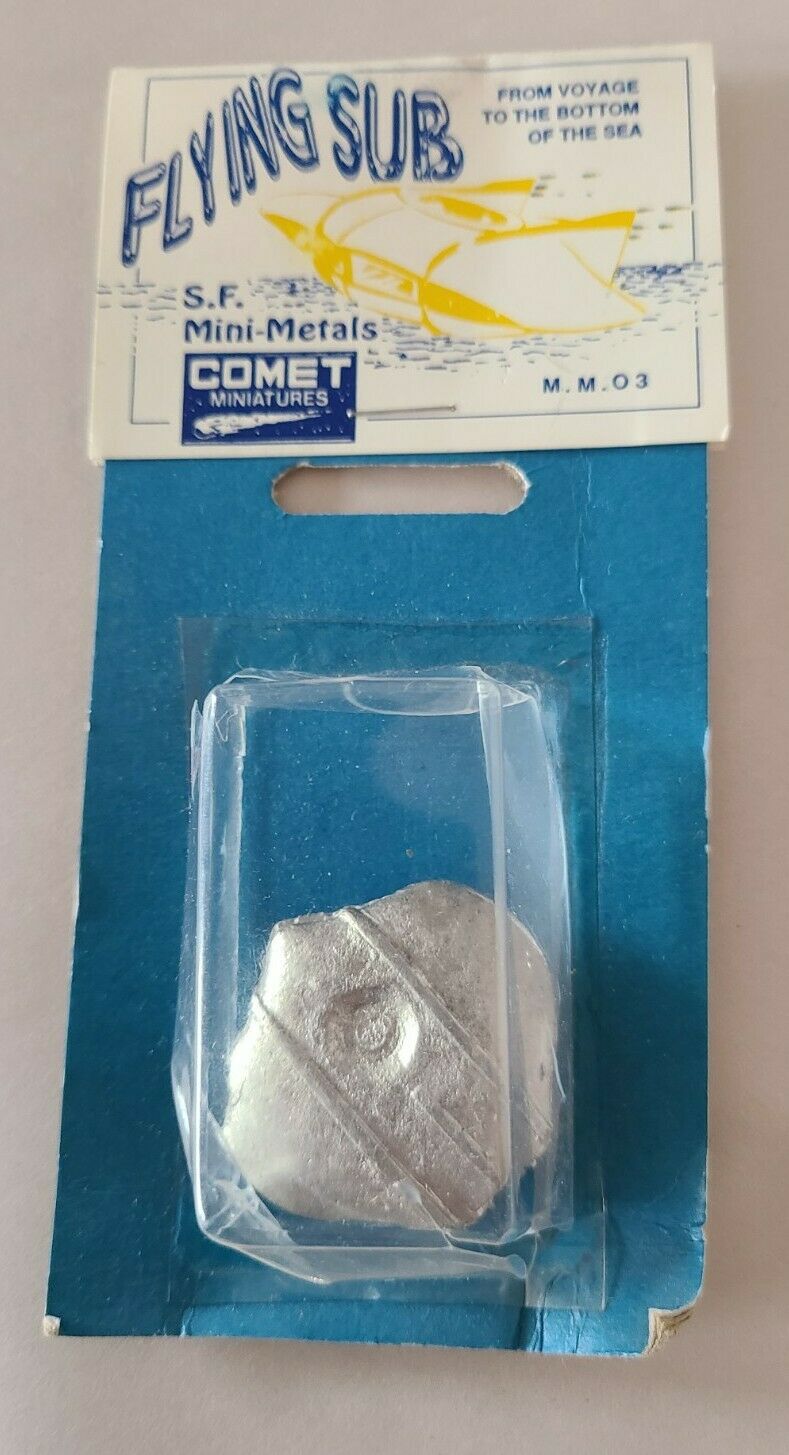 FLYING SUB
FROM VOYAGE
TO THE BOTTOM
OF THE SEA
S.F.
Mini-Metals
COMET
MINIATURES
M.M.03